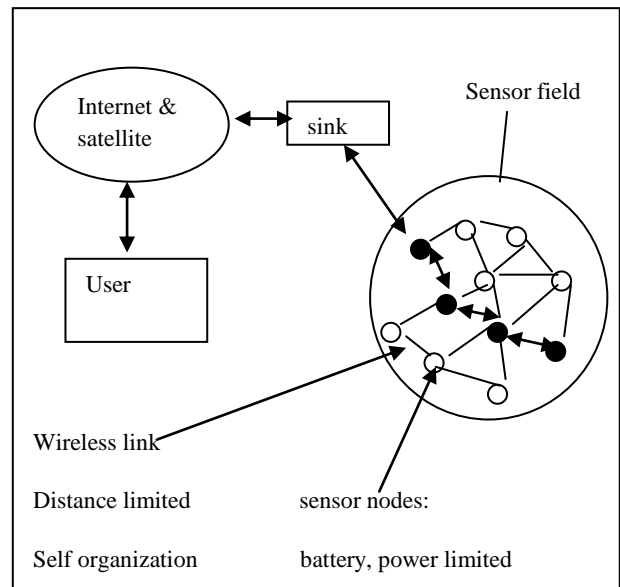 Internet &
satellite
sink
Sensor field
User
Wireless link
Distance limited
Self organization
sensor nodes:
battery, power limited